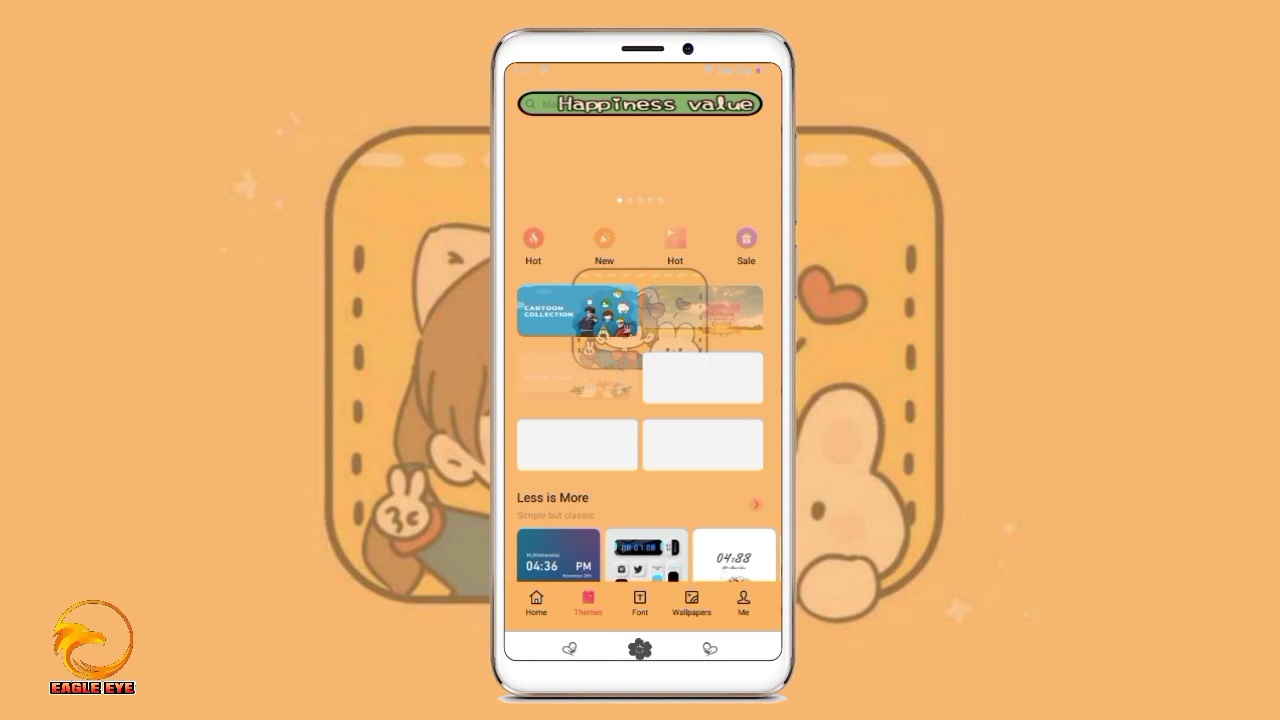 Happiness value
Hot
New
Hot
Sale
CARTOON
COLLECTION
Less is More
Simple but classic
04:36 PM
08:07:08
04:33
Home
Themes
Font
Wallpapers
Me
EAGLE EYE